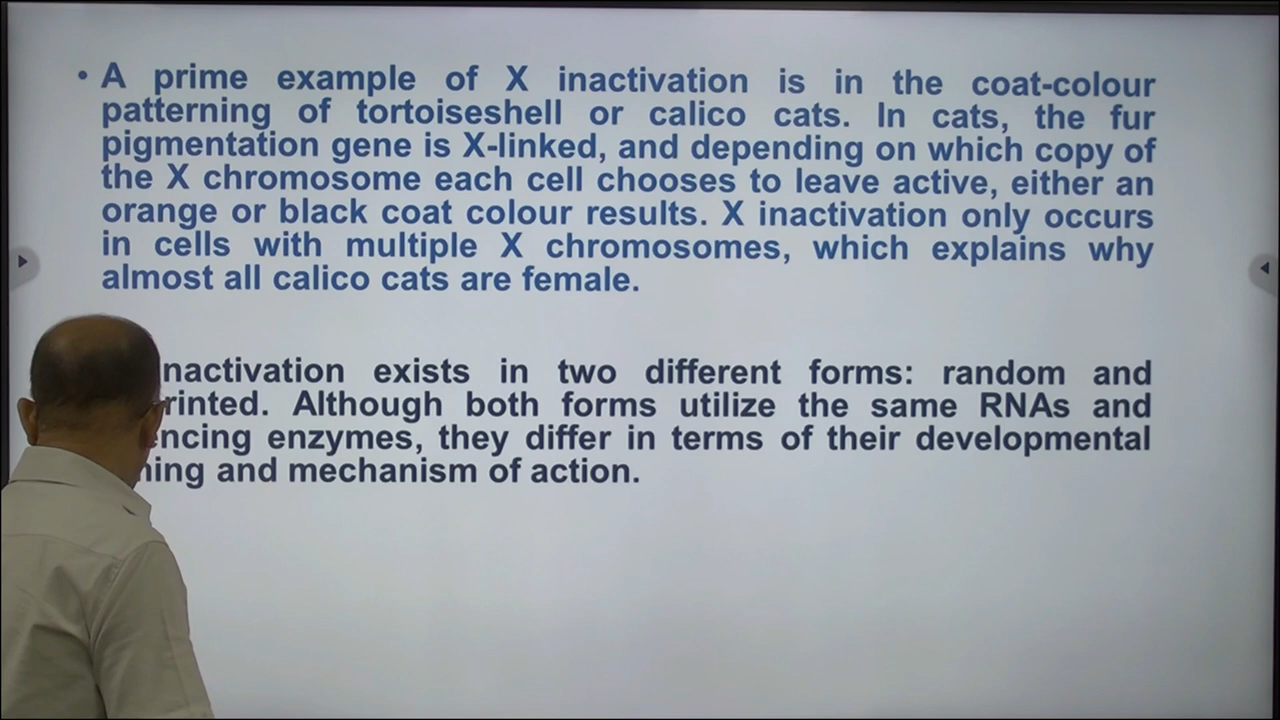 • A prime example of X inactivation is in the coat-colour
patterning of tortoiseshell or calico cats. In cats, the fur
pigmentation gene is X-linked, and depending on which copy of
the X chromosome each cell chooses to leave active, either an
orange or black coat colour results. X inactivation only occurs
in cells with multiple X chromosomes, which explains why
almost all calico cats are female.
nactivation exists in two different forms: random and
rinted. Although both forms utilize the same RNAs and
encing enzymes, they differ in terms of their developmental
ing and mechanism of action.